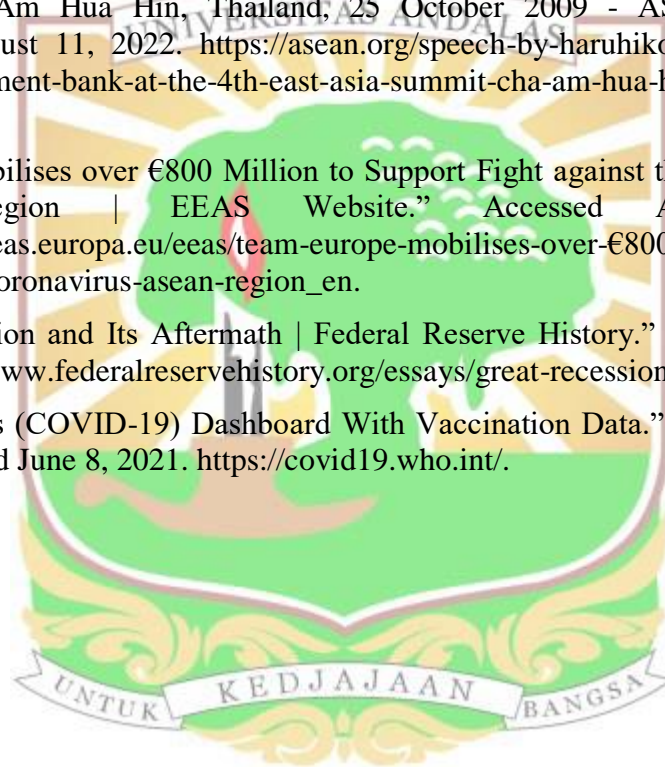 Am Hua Hin, Thailand, 25 October 2009 - AS
UNIVERSITAS ANDALAS
ust 11, 2022. https://asean.org/speech-by-haruhiko
ment-bank-at-the-4th-east-asia-summit-cha-am-hua-h
bilises over €800 Million to Support Fight against th
egion | EEAS Website.” Accessed A
eas.europa.eu/eeas/team-europe-mobilises-over-€800
oronavirus-asean-region_en.
ion and Its Aftermath | Federal Reserve History.”
ww.federalreservehistory.org/essays/great-recession
s (COVID-19) Dashboard With Vaccination Data.”
d June 8, 2021. https://covid19.who.int/.
UNTUK KEDJAJAAN BANGSA